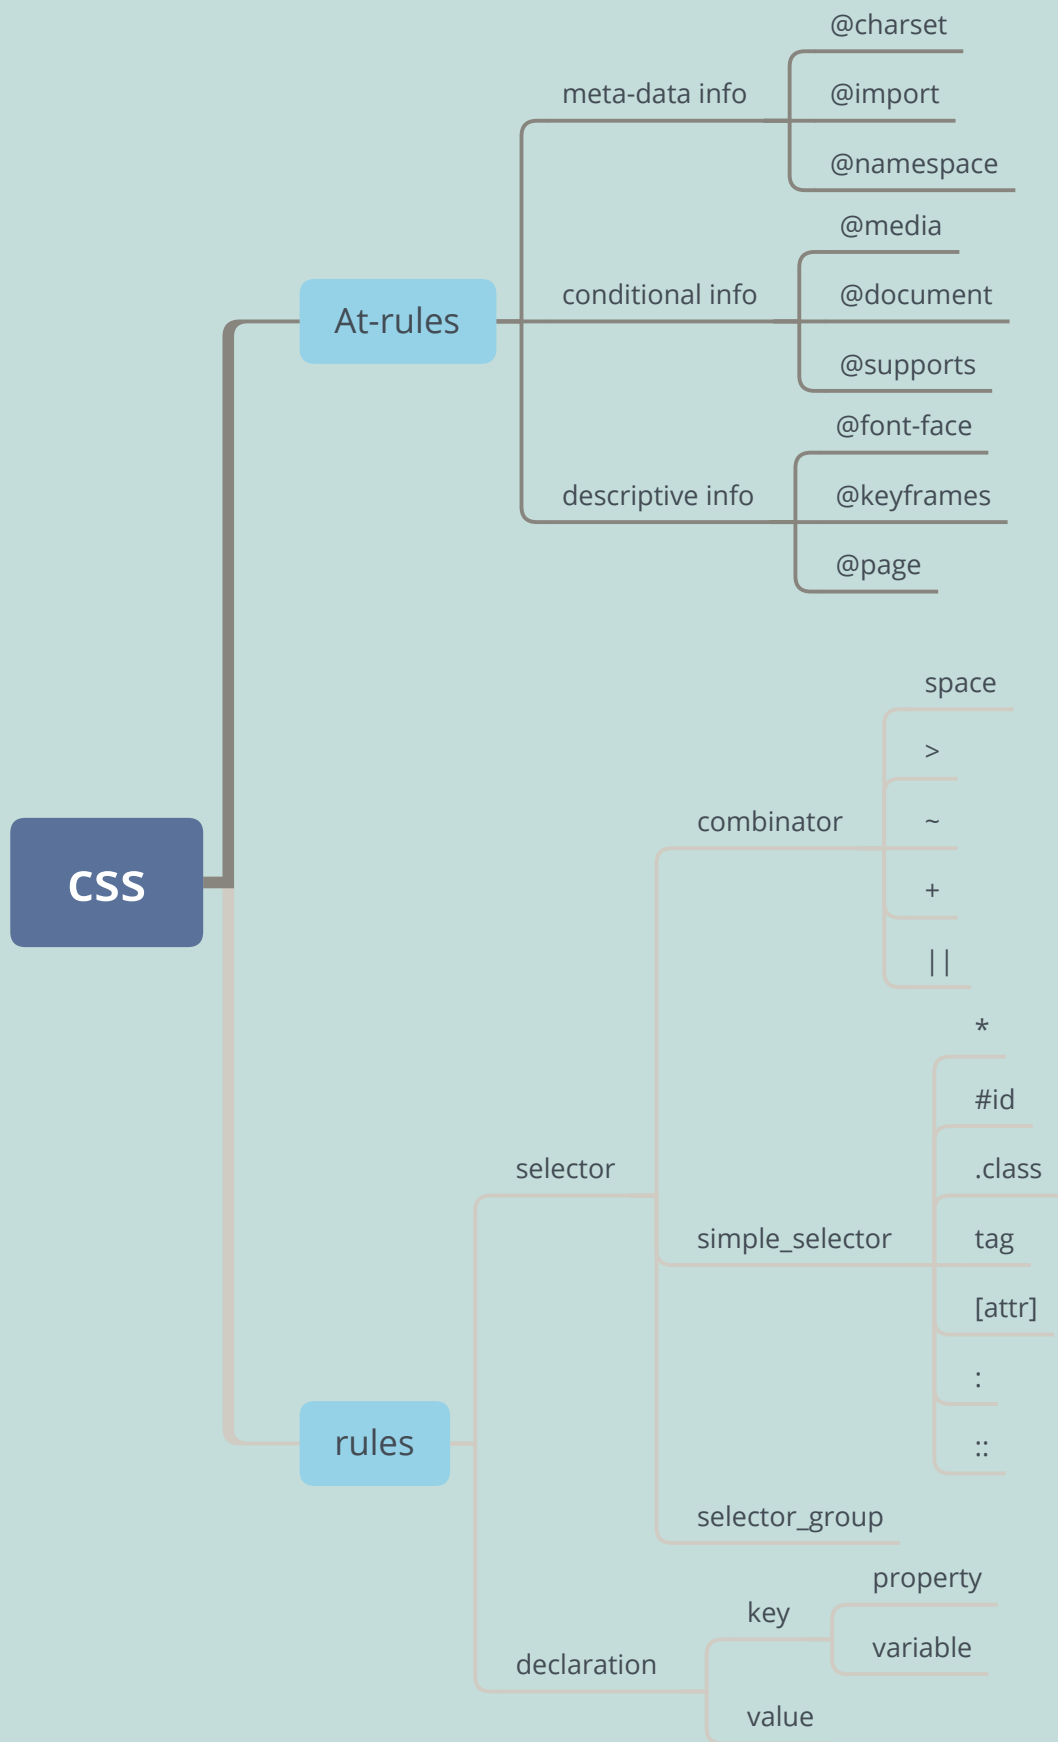 css
At-rules
meta-data info
@charset
@import
@namespace
conditional info
@media
@document
@supports
descriptive info
@font-face
@keyframes
@page
rules
selector
combinator
space
>
~
+
||
simple_selector
*
#id
.class
tag
[attr]
:
::
selector_group
declaration
key
property
variable
value